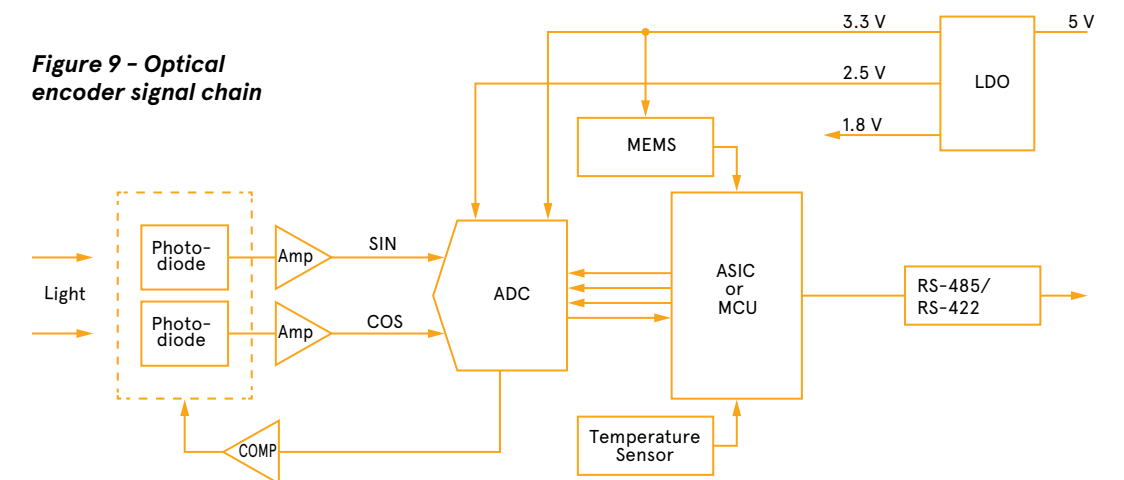 Figure 9 - Optical
encoder signal chain
3.3 V
5 V
2.5 V
LDO
1.8 V
MEMS
Photo-
diode
Amp
SIN
Light
ADC
ASIC
or
MCU
RS-485/
RS-422
Photo-
diode
Amp
COS
COMP
Temperature
Sensor